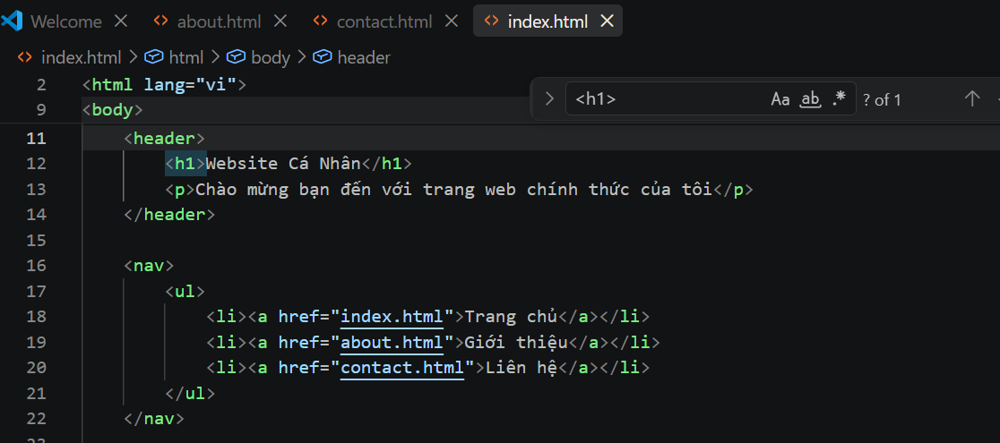 Welcome about.html contact.html index.html
index.html > html > body > header
2 <html lang="vi">
<h1> Aa ab .* ? of 1
9 <body>
11 <header>
12 <h1>Website Cá Nhân</h1>
13 <p>Chào mừng bạn đến với trang web chính thức của tôi</p>
14 </header>
15
16 <nav>
17 <ul>
18 <li><a href="index.html">Trang chủ</a></li>
19 <li><a href="about.html">Giới thiệu</a></li>
20 <li><a href="contact.html">Liên hệ</a></li>
21 </ul>
22 </nav>
23